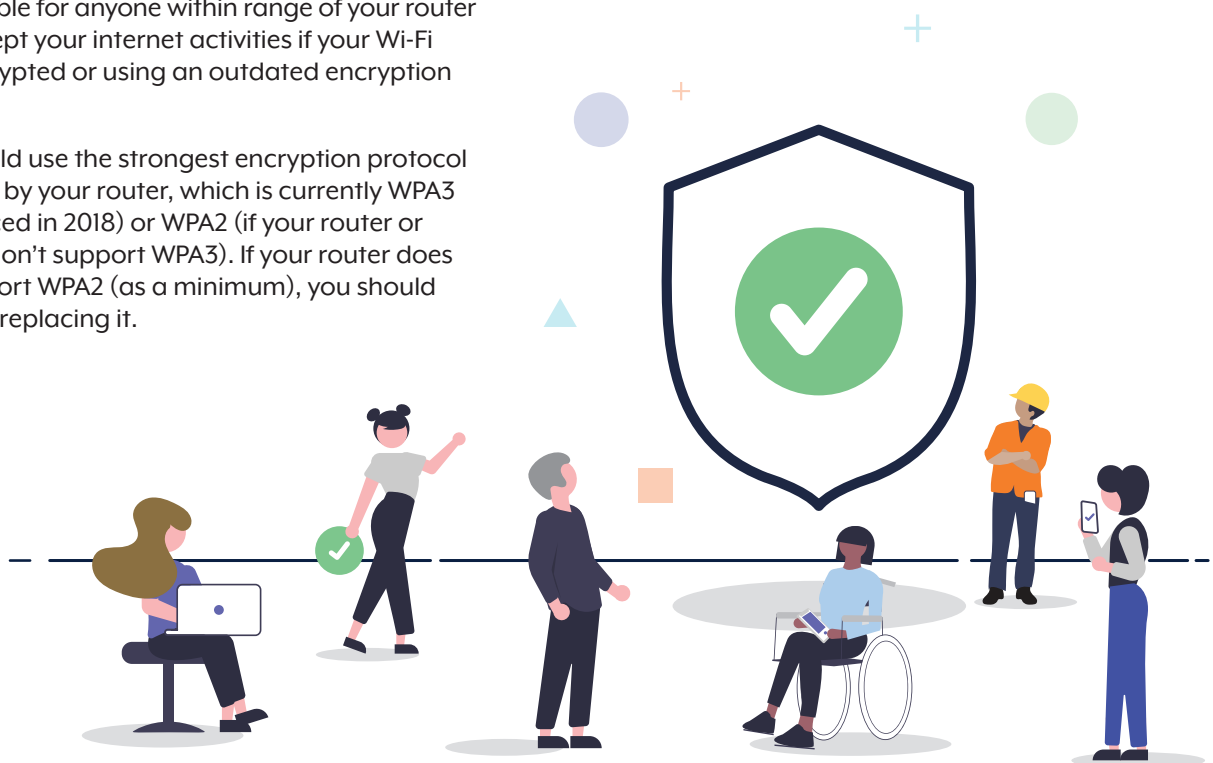 ble for anyone within range of your router
ept your internet activities if your Wi-Fi
ypted or using an outdated encryption
ld use the strongest encryption protocol
by your router, which is currently WPA3
ced in 2018) or WPA2 (if your router or
on’t support WPA3). If your router does
ort WPA2 (as a minimum), you should
replacing it.